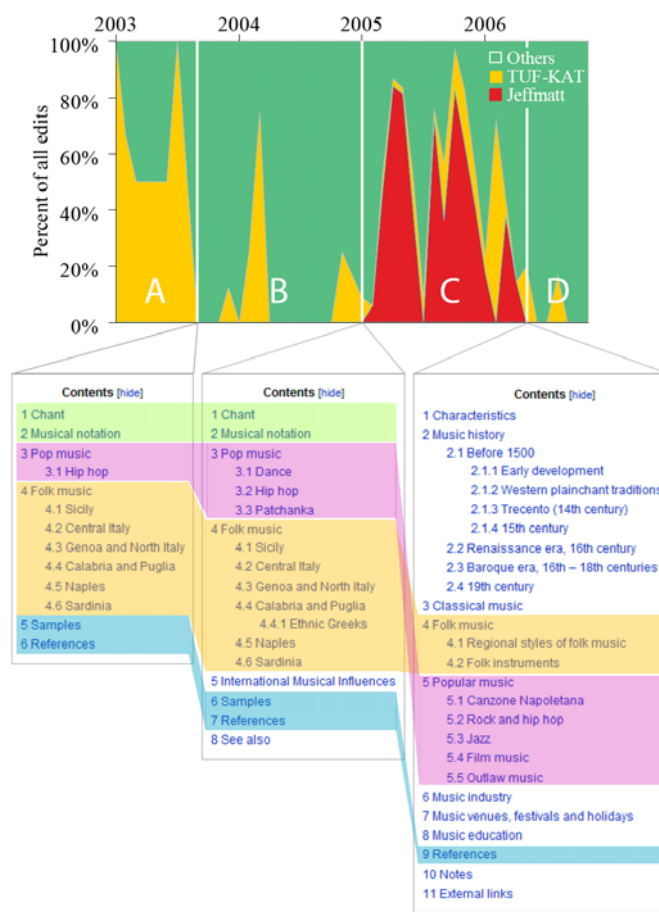 2003 2004 2005 2006
100%
80%
60%
40%
20%
0%
Percent of all edits
Others
TUF-KAT
Jeffmatt
A B C D
Contents [hide]
1 Chant
2 Musical notation
3 Pop music
3.1 Hip hop
4 Folk music
4.1 Sicily
4.2 Central Italy
4.3 Genoa and North Italy
4.4 Calabria and Puglia
4.5 Naples
4.6 Sardinia
5 Samples
6 References
Contents [hide]
1 Chant
2 Musical notation
3 Pop music
3.1 Dance
3.2 Hip hop
3.3 Patchanka
4 Folk music
4.1 Sicily
4.2 Central Italy
4.3 Genoa and North Italy
4.4 Calabria and Puglia
4.4.1 Ethnic Greeks
4.5 Naples
4.6 Sardinia
5 International Musical Influences
6 Samples
7 References
8 See also
Contents [hide]
1 Characteristics
2 Music history
2.1 Before 1500
2.1.1 Early development
2.1.2 Western plainchant traditions
2.1.3 Trecento (14th century)
2.1.4 15th century
2.2 Renaissance era, 16th century
2.3 Baroque era, 16th – 18th centuries
2.4 19th century
3 Classical music
4 Folk music
4.1 Regional styles of folk music
4.2 Folk instruments
5 Popular music
5.1 Canzone Napoletana
5.2 Rock and hip hop
5.3 Jazz
5.4 Film music
5.5 Outlaw music
6 Music industry
7 Music venues, festivals and holidays
8 Music education
9 References
10 Notes
11 External links